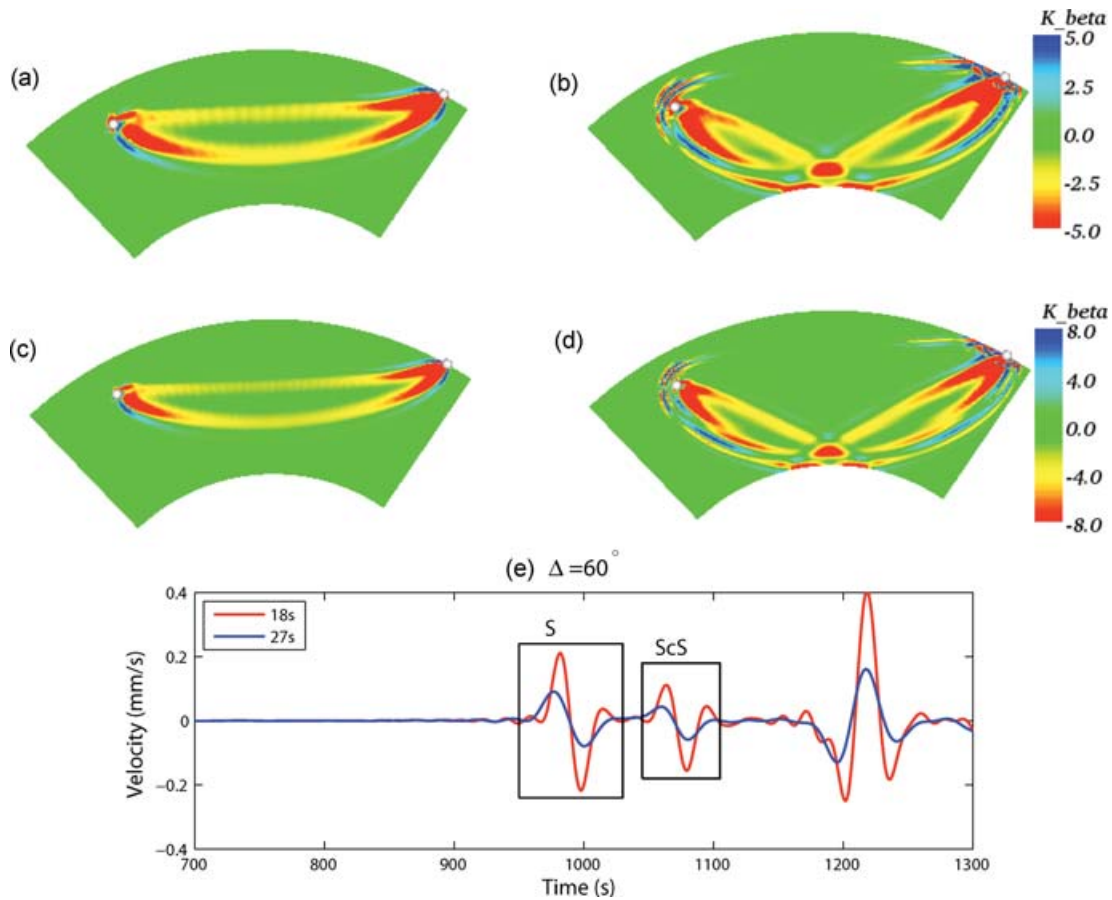 (a)
(b)
K_beta
5.0
2.5
0.0
-2.5
-5.0
(c)
(d)
K_beta
8.0
4.0
0.0
-4.0
-8.0
(e) Δ =60°
0.4
0.2
0
−0.2
−0.4
Velocity (mm/s)
18s
27s
S
ScS
700 800 900 1000 1100 1200 1300
Time (s)